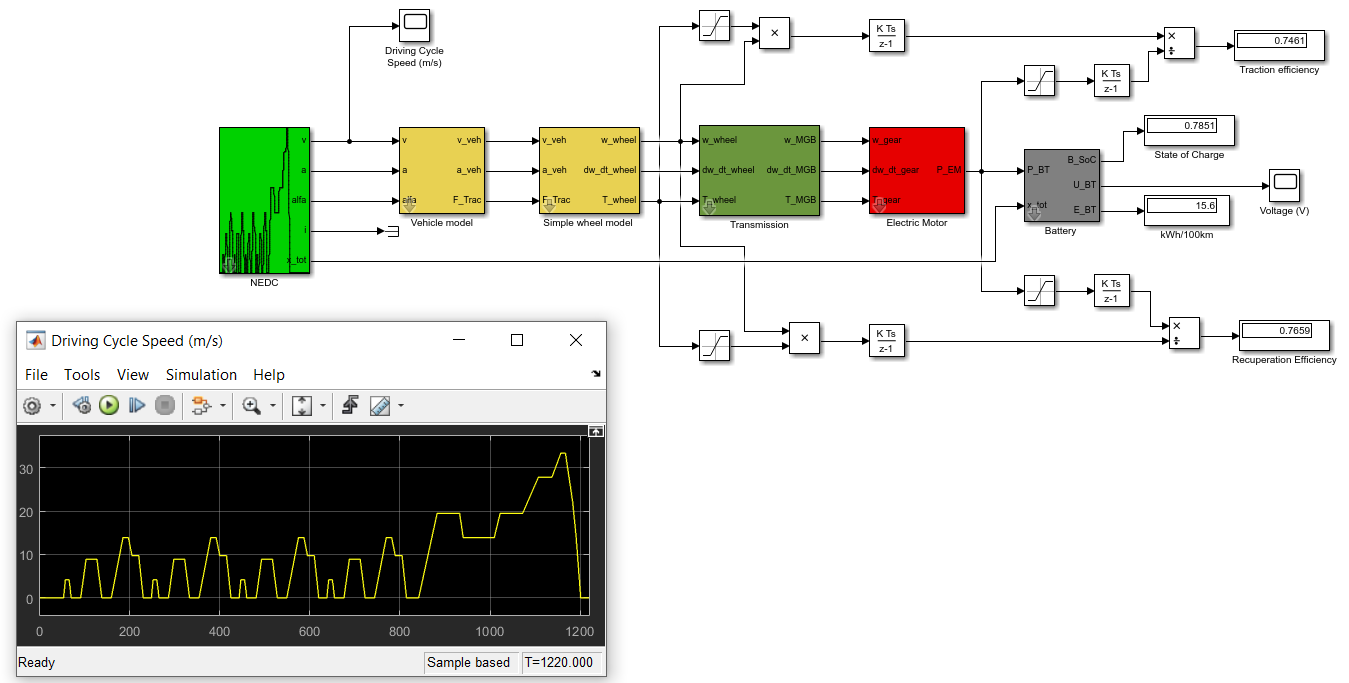 Driving Cycle
Speed (m/s)
×
K Ts
z-1
×
÷
0.7461
Traction efficiency
K Ts
z-1
v
a
alfa
i
x_tot
NEDC
v
a
alfa
v_veh
a_veh
F_Trac
Vehicle model
v_veh
a_veh
F_Trac
w_wheel
dw_dt_wheel
T_wheel
Simple wheel model
w_wheel
dw_dt_wheel
T_wheel
w_MGB
dw_dt_MGB
T_MGB
Transmission
w_gear
dw_dt_gear
T_gear
P_EM
Electric Motor
P_BT
x_tot
B_SoC
U_BT
E_BT
Battery
0.7851
State of Charge
Voltage (V)
15.6
kWh/100km
K Ts
z-1
×
K Ts
z-1
×
÷
0.7659
Recuperation Efficiency
Driving Cycle Speed (m/s)
File Tools View Simulation Help
30
20
10
0
0 200 400 600 800 1000 1200
Ready Sample based T=1220.000